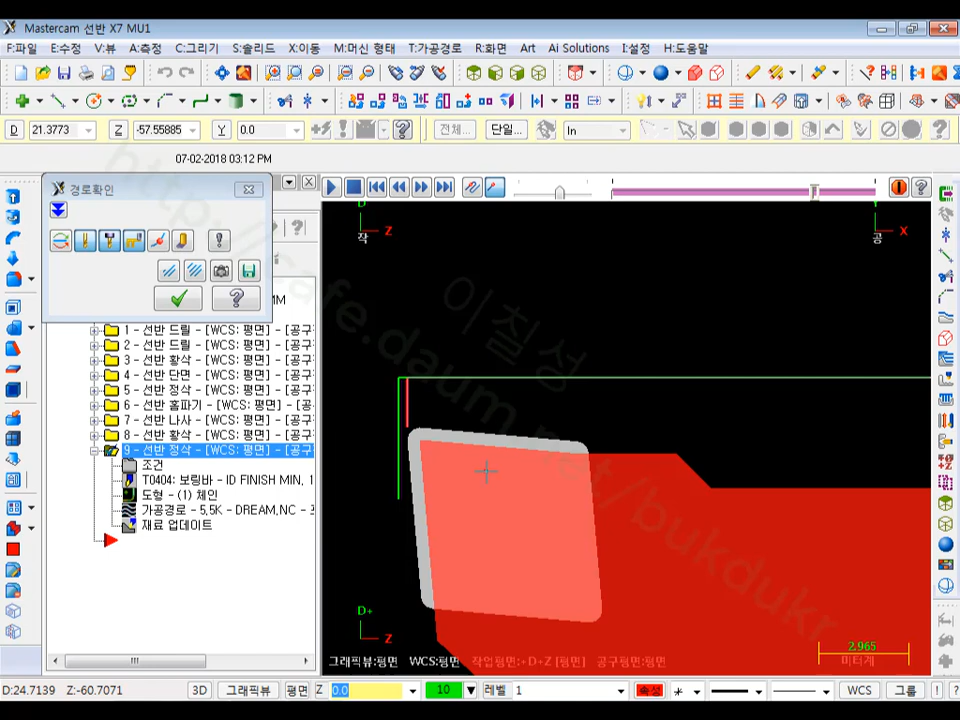 Mastercam 선반 X7 MU1
F:파일 E:수정 V:뷰 A:측정 C:그리기 S:솔리드 X:이동 M:머신 형태 T:가공경로 R:화면 Art Ai Solutions I:설정 H:도움말
D 21.3773 Z -57.55885 Y 0.0 전체... 단일... In
07-02-2018 03:12 PM
경로확인
MM
1 - 선반 드릴 - [WCS: 평면] - [공구
2 - 선반 드릴 - [WCS: 평면] - [공구
3 - 선반 황삭 - [WCS: 평면] - [공구
4 - 선반 단면 - [WCS: 평면] - [공구
5 - 선반 정삭 - [WCS: 평면] - [공구
6 - 선반 홈파기 - [WCS: 평면] - [공구
7 - 선반 나사 - [WCS: 평면] - [공구
8 - 선반 황삭 - [WCS: 평면] - [공구
9 - 선반 정삭 - [WCS: 평면] - [공구
조건
T0404: 보링바 - ID FINISH MIN, 1
도형 - (1) 체인
가공경로 - 5,5K - DREAM,NC - 프
재료 업데이트
D
Z
작
X
공
D+
Z
그래픽뷰:평면 WCS:평면 작업평면:+D+Z [평면] 공구평면:평면
2.965
미터계
http://cafe.daum.net/bukdukr
이침성
D:24.7139 Z:-60.7071 3D 그래픽뷰 평면 Z 0.0 10 레벨 1 속성 WCS 그룹